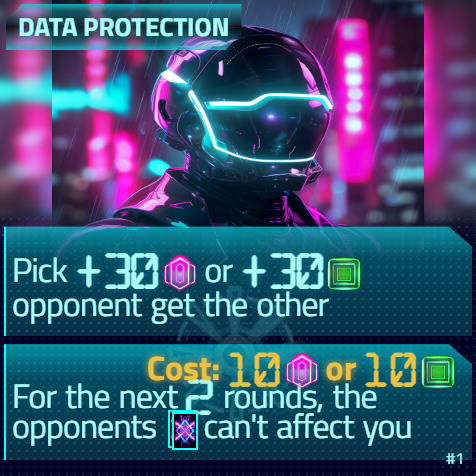 DATA PROTECTION
Pick +30 or +30
opponent get the other
Cost: 10 or 10
For the next 2 rounds, the
opponents can't affect you
#1